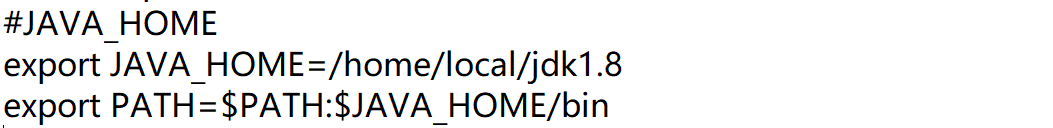 #JAVA_HOME
export JAVA_HOME=/home/local/jdk1.8
export PATH=$PATH:$JAVA_HOME/bin